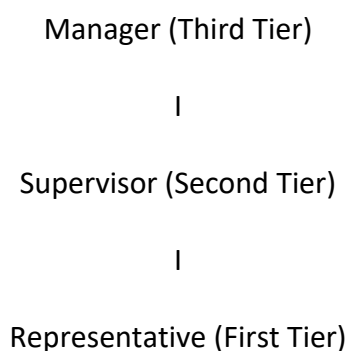 Manager (Third Tier)
|
Supervisor (Second Tier)
|
Representative (First Tier)